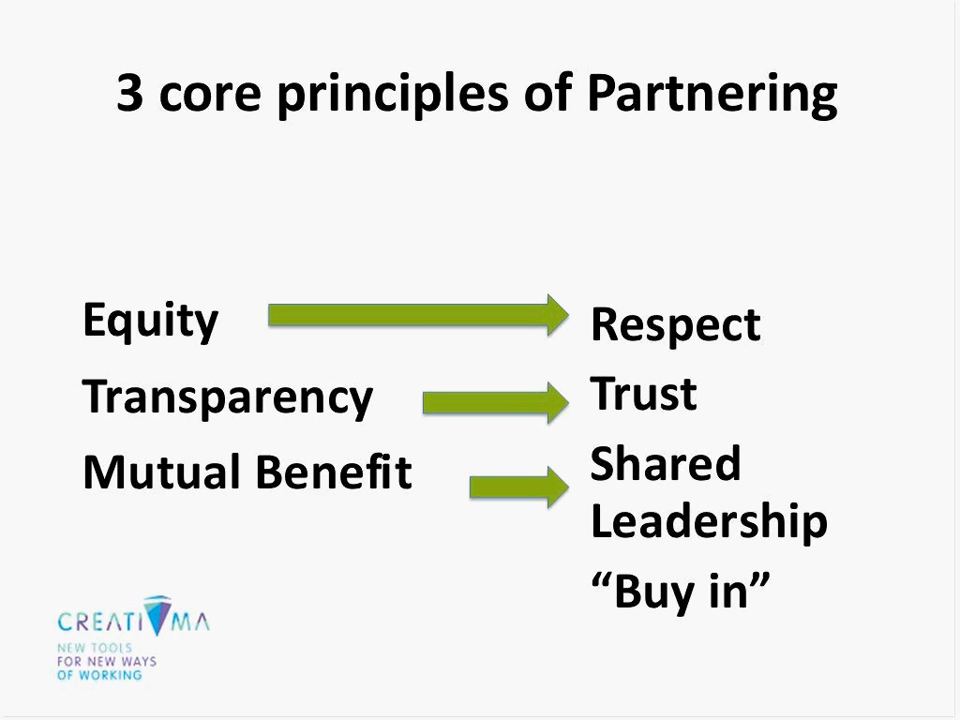 3 core principles of Partnering
Equity
Transparency
Mutual Benefit
Respect
Trust
Shared
Leadership
“Buy in”
CREATIVMA
NEW TOOLS
FOR NEW WAYS
OF WORKING